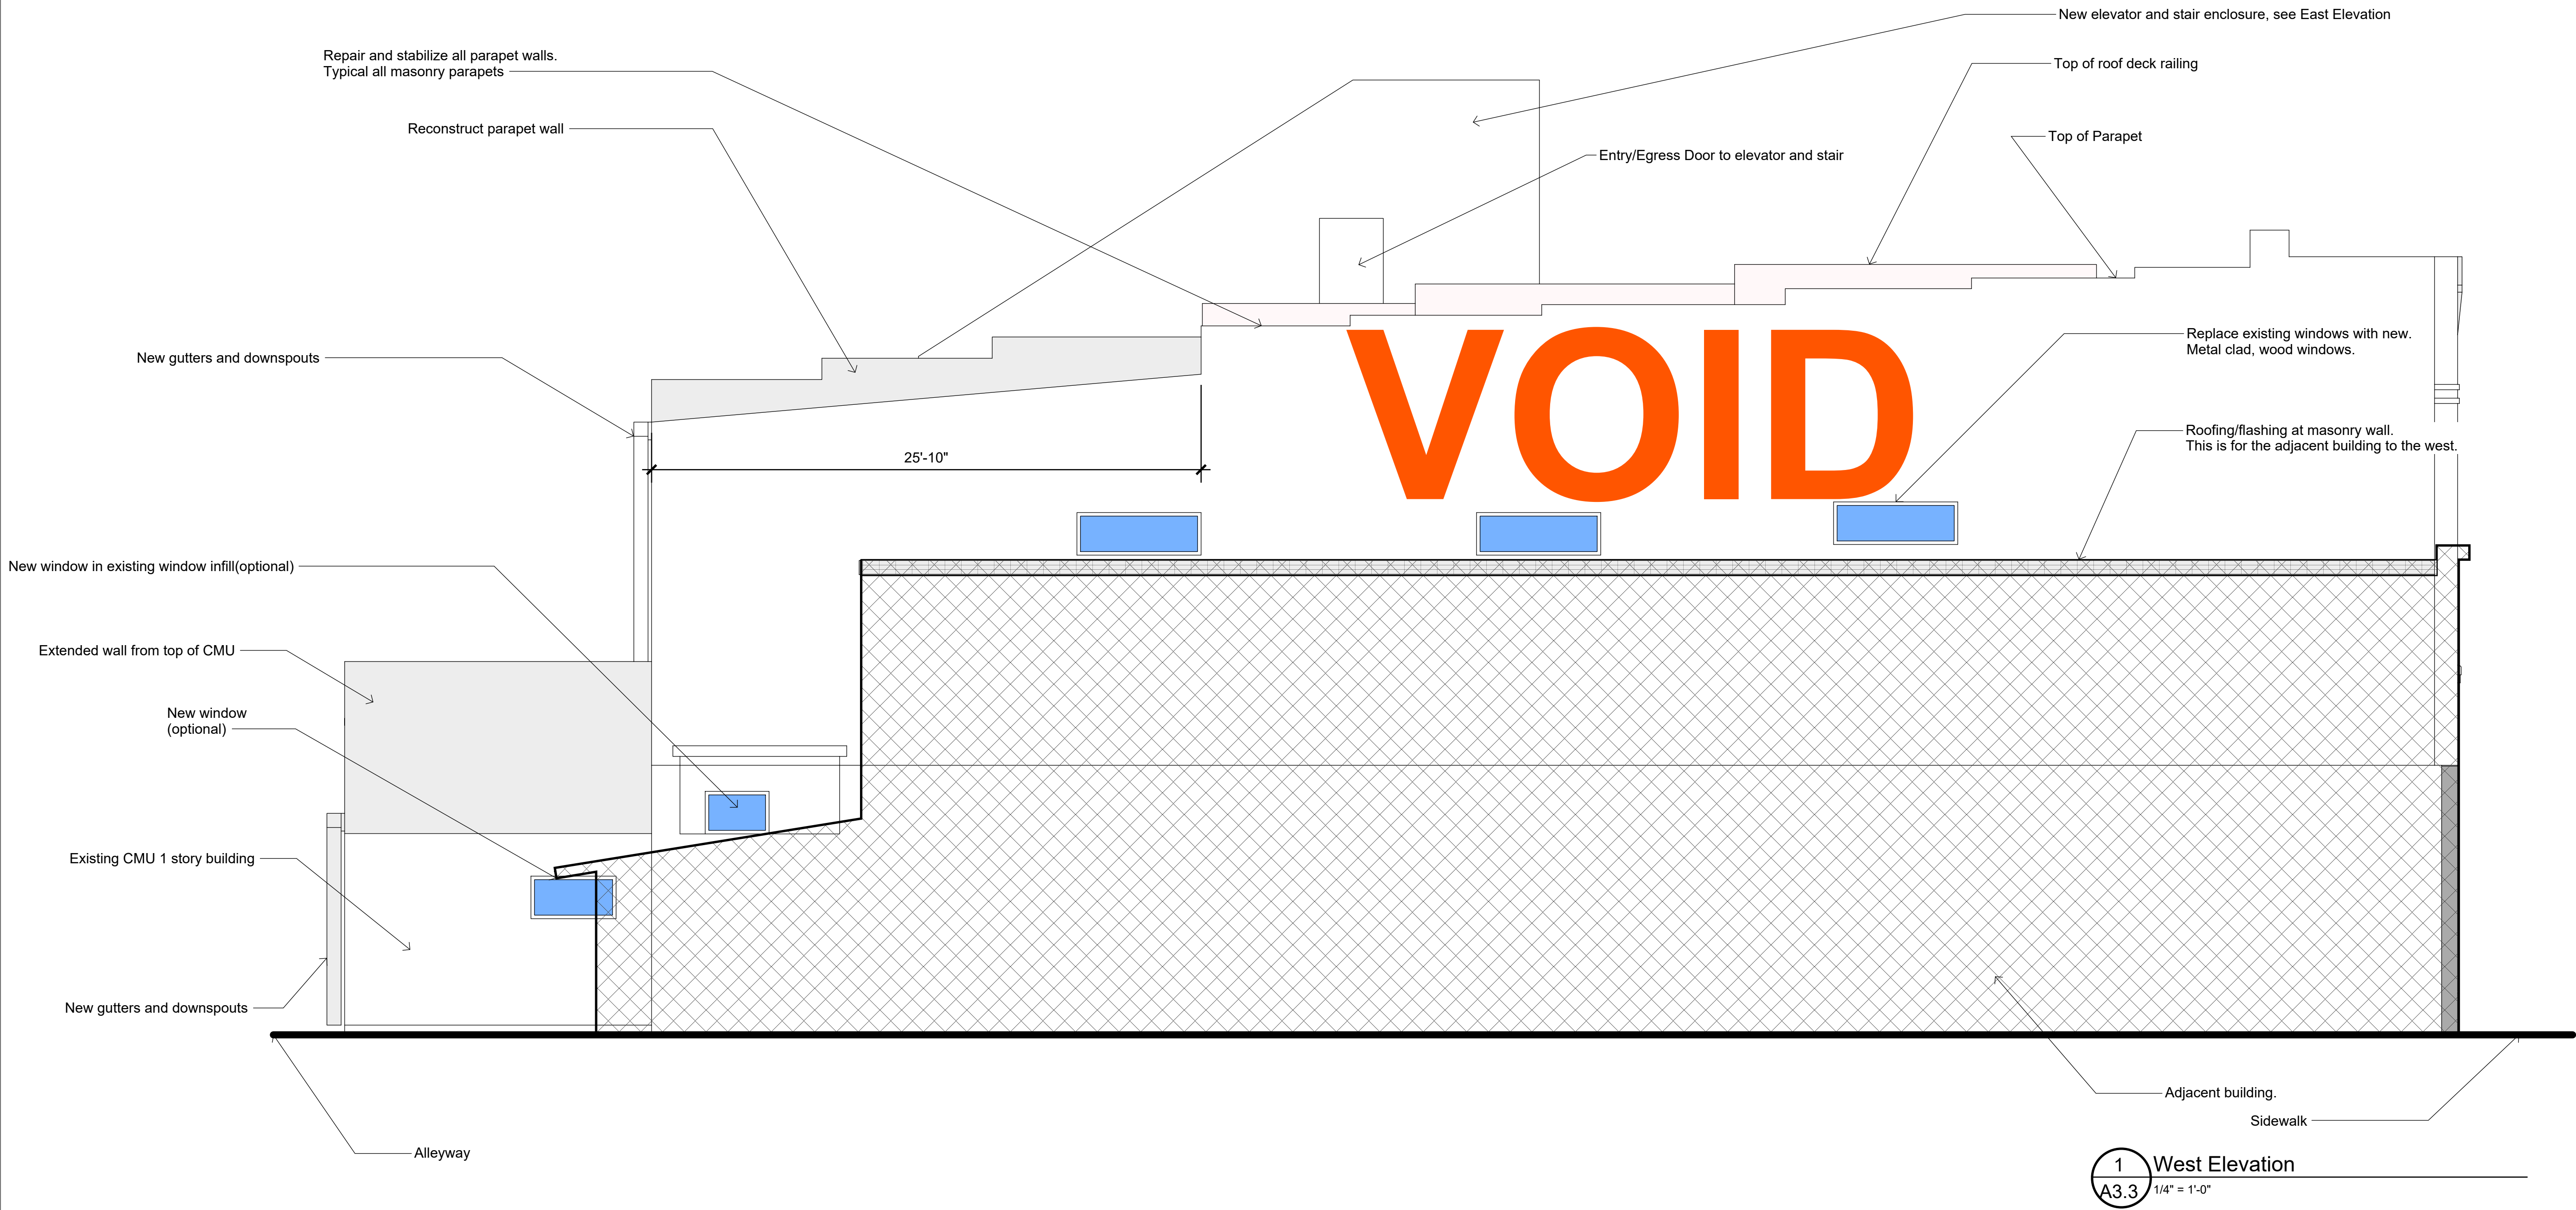 New elevator and stair enclosure, see East Elevation
Repair and stabilize all parapet walls.
Typical all masonry parapets
Top of roof deck railing
Reconstruct parapet wall
Top of Parapet
Entry/Egress Door to elevator and stair
VOID
Replace existing windows with new.
Metal clad, wood windows.
New gutters and downspouts
Roofing/flashing at masonry wall.
This is for the adjacent building to the west.
25'-10"
New window in existing window infill(optional)
Extended wall from top of CMU
New window
(optional)
Existing CMU 1 story building
New gutters and downspouts
Adjacent building.
Sidewalk
Alleyway
1
West Elevation
A3.3
1/4" = 1'-0"